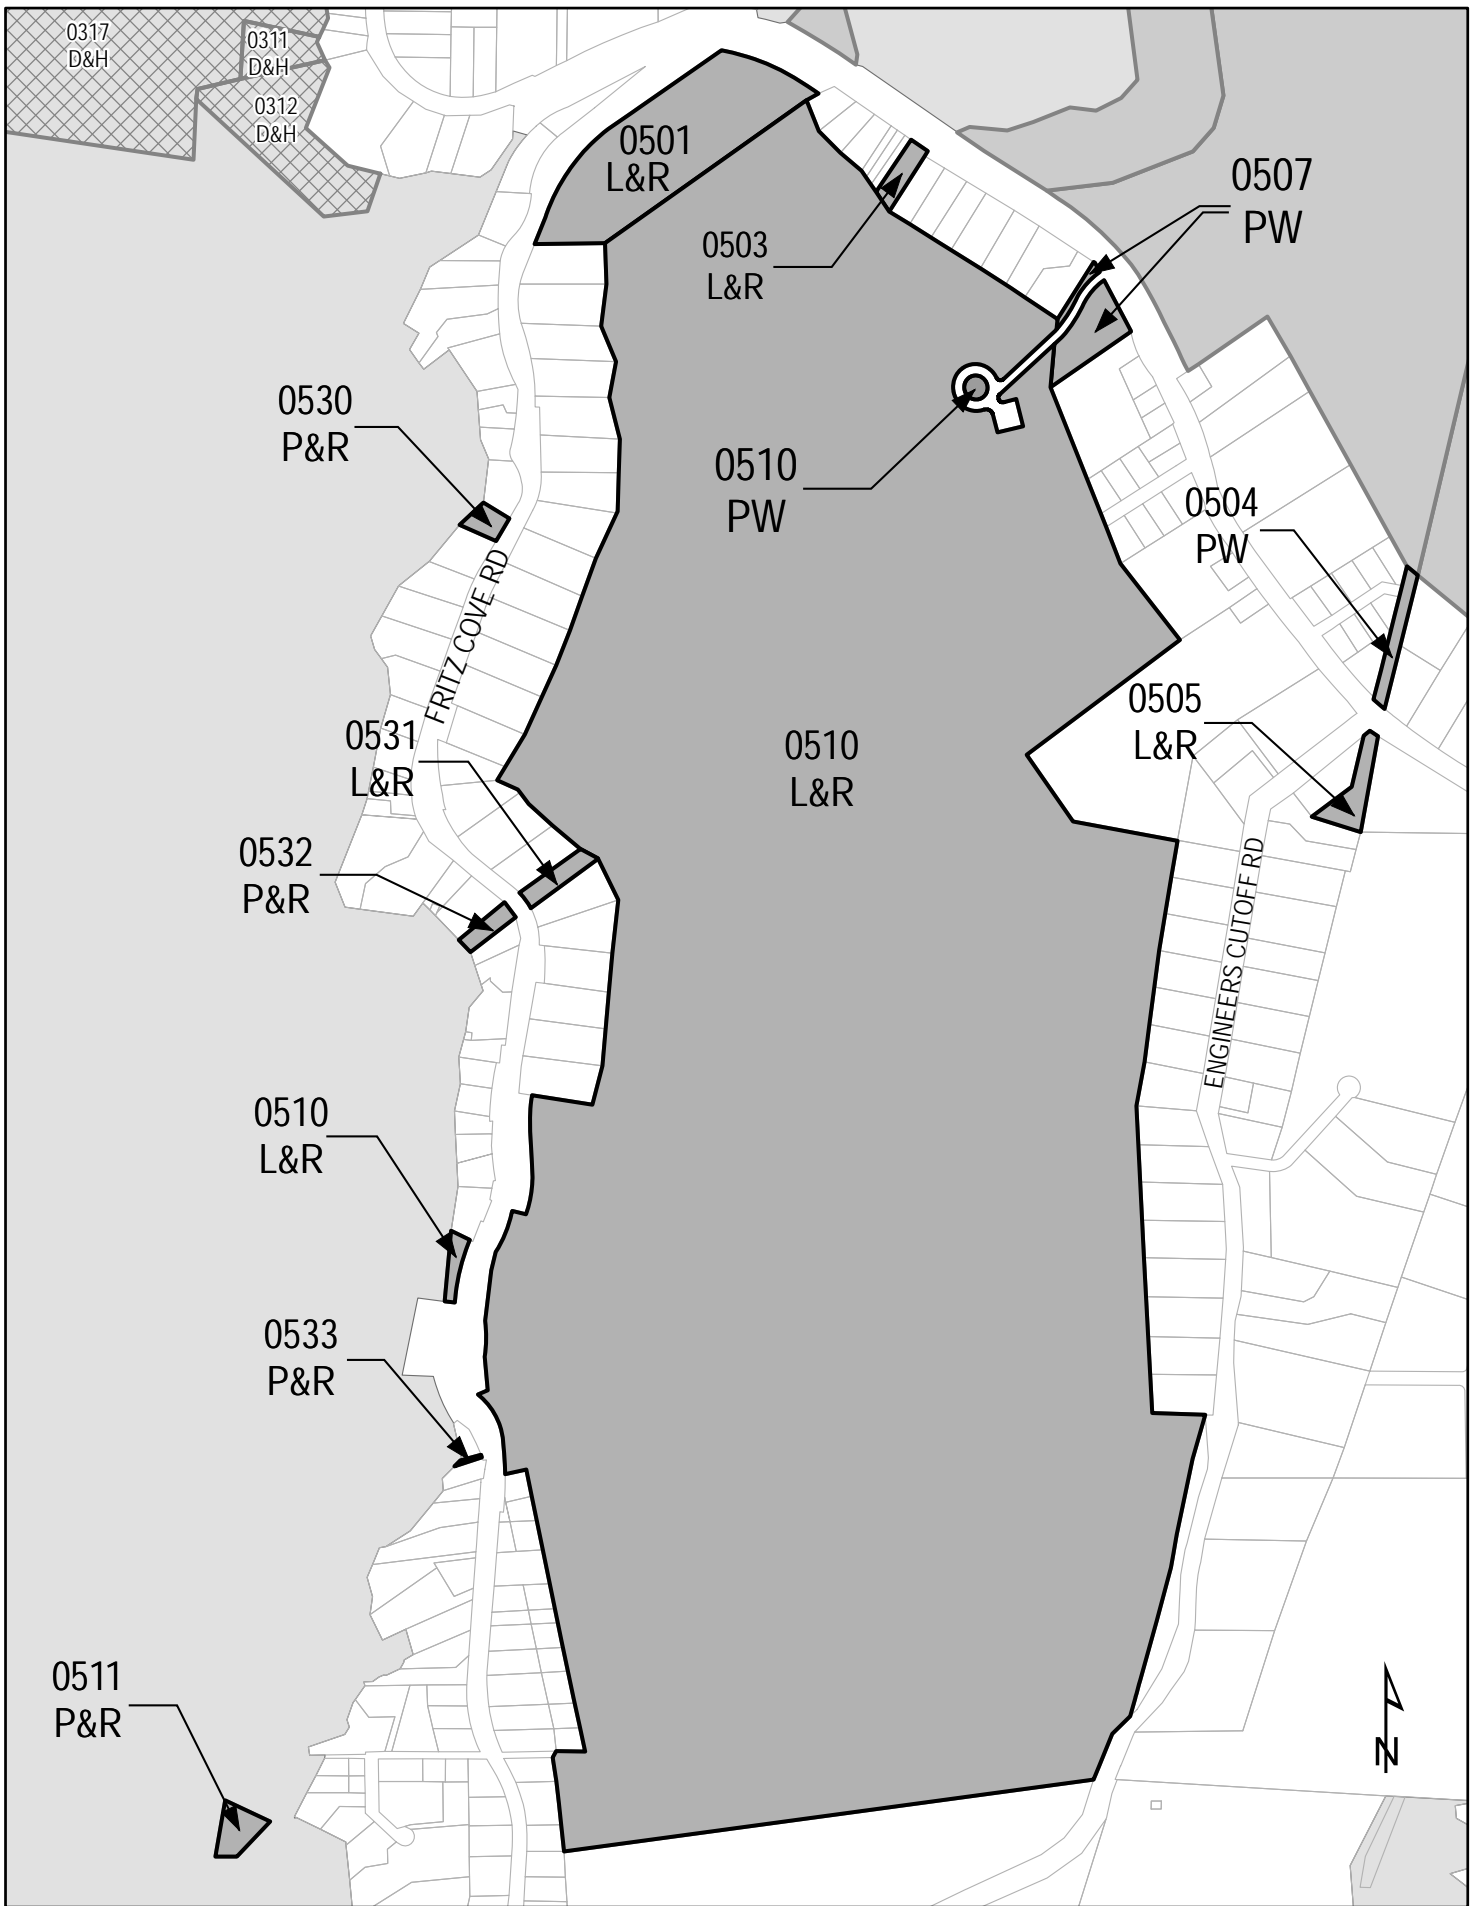 0317
D&H
0311
D&H
0312
D&H
0501
L&R
0507
PW
0503
L&R
0530
P&R
0510
PW
0504
PW
FRITZ COVE RD
0505
L&R
0531
L&R
0510
L&R
0532
P&R
ENGINEERS CUTOFF RD
0510
L&R
0533
P&R
0511
P&R
N